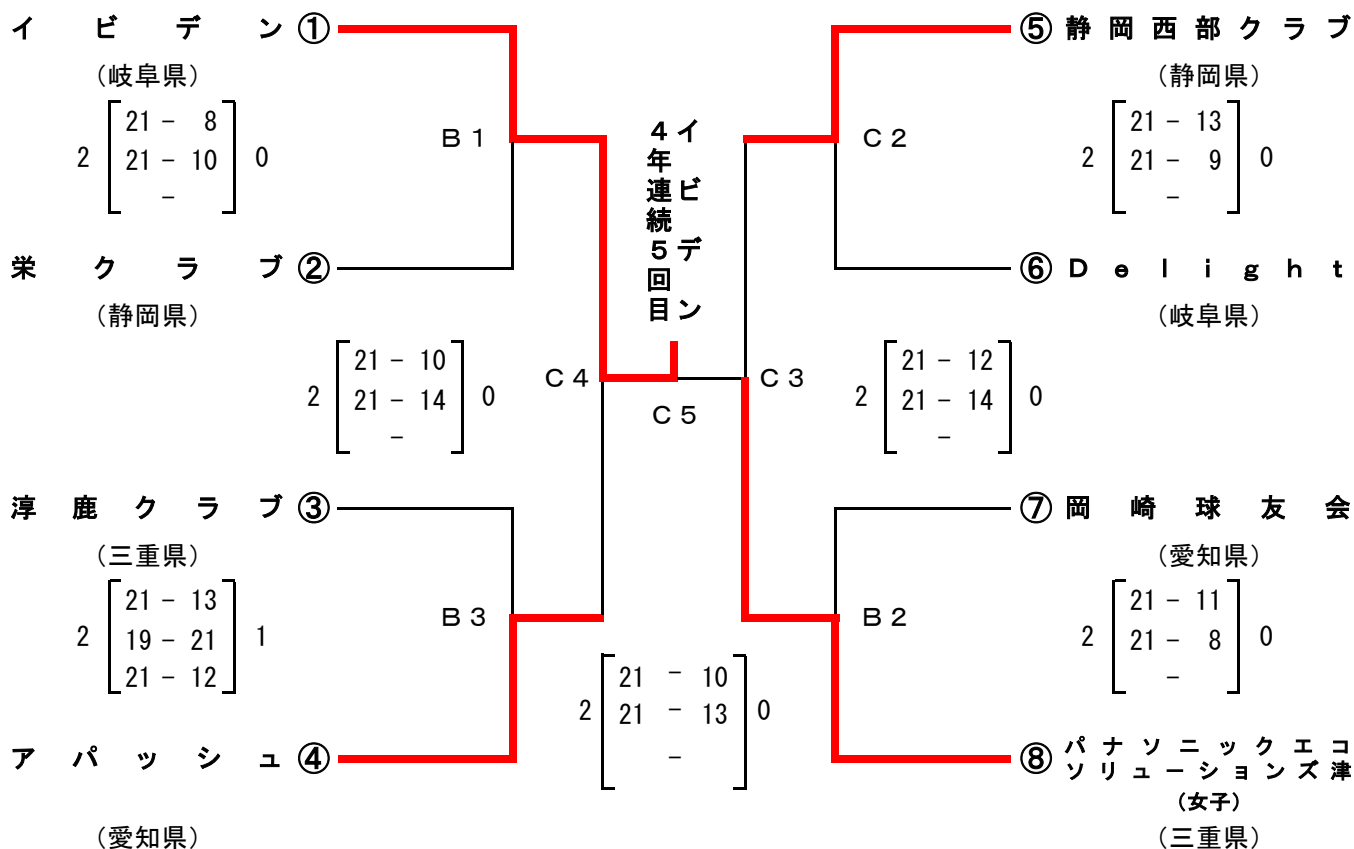 イビデン ①
（岐阜県）
2 [21 - 8 / 21 - 10 / -] 0
B1
栄クラブ ②
（静岡県）
2 [21 - 10 / 21 - 14 / -] 0
C4
淳鹿クラブ ③
（三重県）
2 [21 - 13 / 19 - 21 / 21 - 12] 1
B3
アパッシュ ④
（愛知県）
イビデン
4年連続5回目
C5
2 [21 - 10 / 21 - 13 / -] 0
⑤ 静岡西部クラブ
（静岡県）
C2
2 [21 - 13 / 21 - 9 / -] 0
⑥ Delight
（岐阜県）
C3
2 [21 - 12 / 21 - 14 / -] 0
⑦ 岡崎球友会
（愛知県）
B2
2 [21 - 11 / 21 - 8 / -] 0
⑧ パナソニックエコ
ソリューションズ津
（女子）
（三重県）